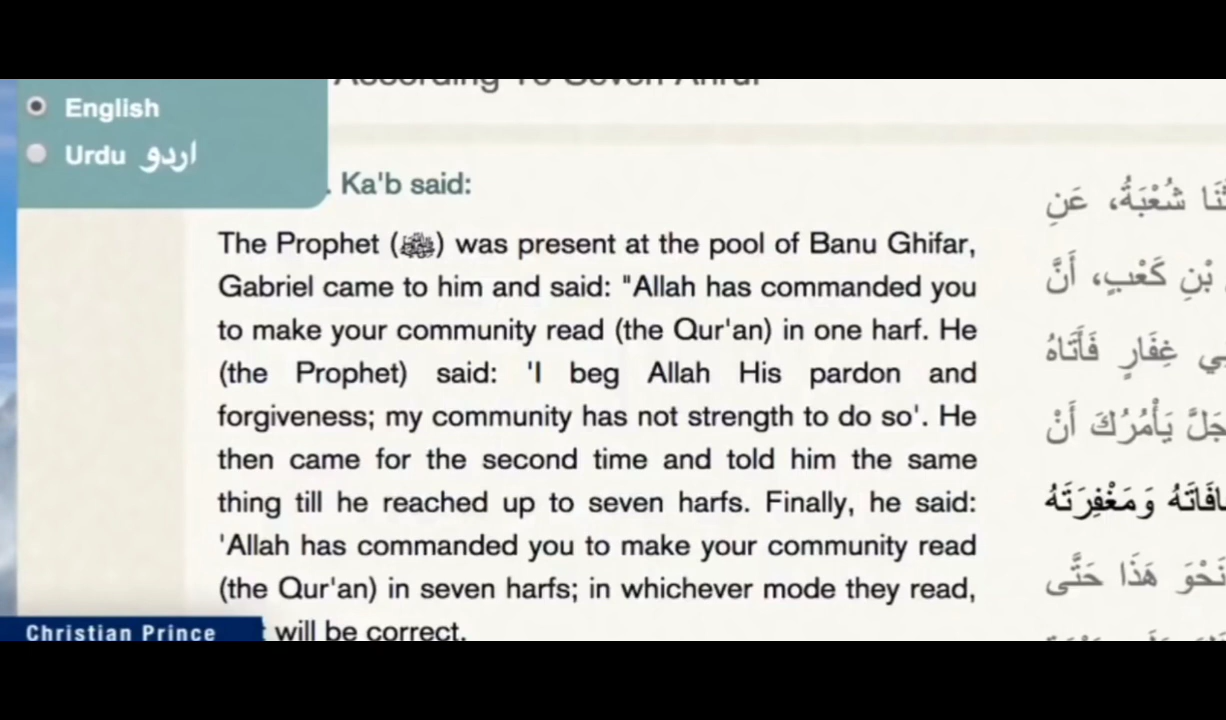 According To Seven Ahruf
English
Urdu اردو
. Ka'b said:
The Prophet (ﷺ) was present at the pool of Banu Ghifar,
Gabriel came to him and said: "Allah has commanded you
to make your community read (the Qur'an) in one harf. He
(the Prophet) said: 'I beg Allah His pardon and
forgiveness; my community has not strength to do so'. He
then came for the second time and told him the same
thing till he reached up to seven harfs. Finally, he said:
'Allah has commanded you to make your community read
(the Qur'an) in seven harfs; in whichever mode they read,
will be correct.
شُعْبَةُ، عَنِ
بْنِ كَعْبٍ، أَنَّ
غِفَارٍ فَأَتَاهُ
يَأْمُرُكَ أَنْ
وَمَغْفِرَتَهُ
نَحْوَ هَذَا حَتَّى
Christian Prince